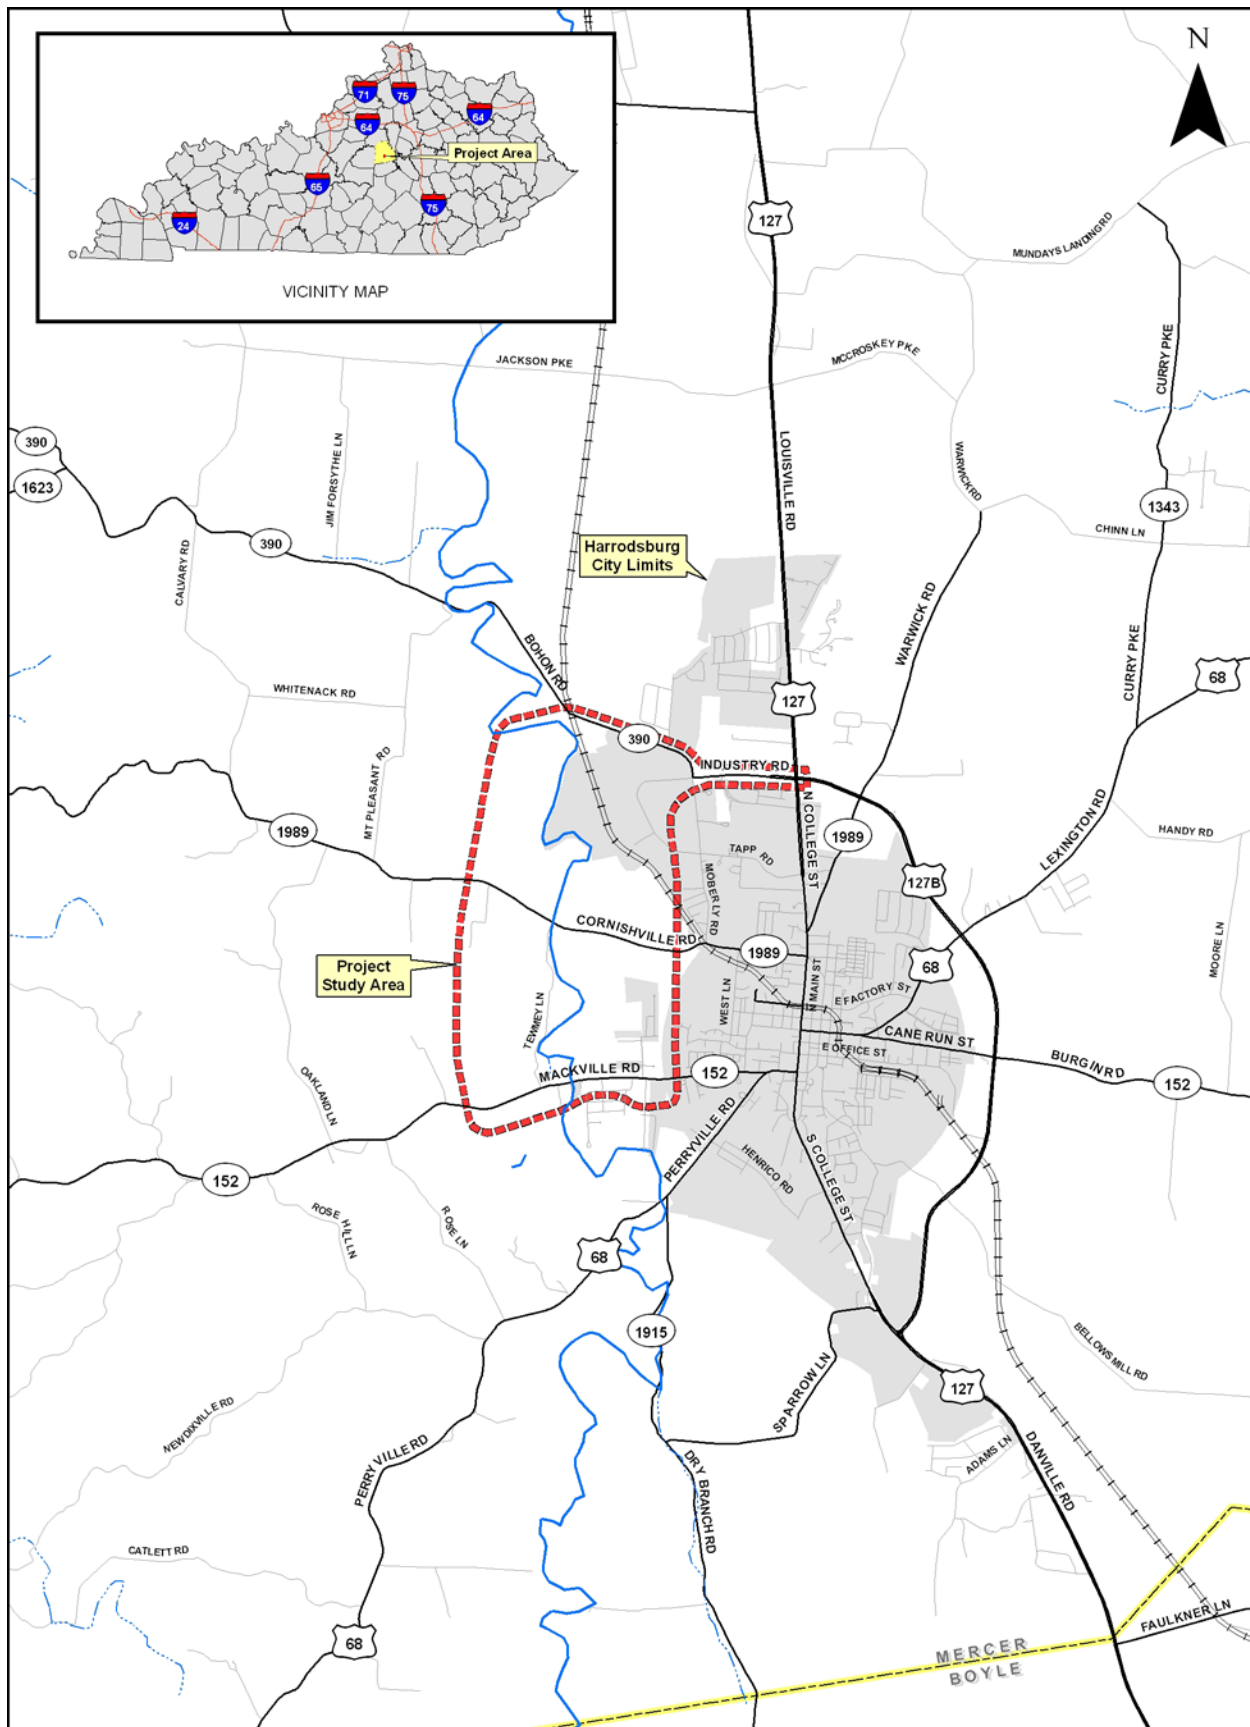 N
71
75
64
64
Project Area
65
75
24
VICINITY MAP
127
MUNDAYS LANDING RD
JACKSON PKE
MCCROSKEY PKE
CURRY PKE
390
1623
JIM FORSYTHE LN
LOUISVILLE RD
WARWICK RD
1343
CHINN LN
390
CALVARY RD
Harrodsburg
City Limits
WARWICK RD
BOHON RD
CURRY PKE
68
WHITENACK RD
127
390
INDUSTRY RD
MT PLEASANT RD
N COLLEGE ST
1989
1989
LEXINGTON RD
HANDY RD
TAPP RD
MOBERLY RD
127B
CORNISHVILLE RD
1989
68
MOORE LN
Project
Study Area
N MAIN ST
WEST LN
E FACTORY ST
TEWMEY LN
CANE RUN ST
E OFFICE ST
BURGIN RD
MACKVILLE RD
152
152
OAKLAND LN
PERRYVILLE RD
HENRICO RD
S COLLEGE ST
152
ROSE HILL LN
ROSE LN
68
1915
BELLOWS MILL RD
SPARROW LN
127
NEW DIXVILLE RD
PERRYVILLE RD
DRY BRANCH RD
ADAMS LN
DANVILLE RD
CATLETT RD
68
FAULKNER LN
MERCER
BOYLE